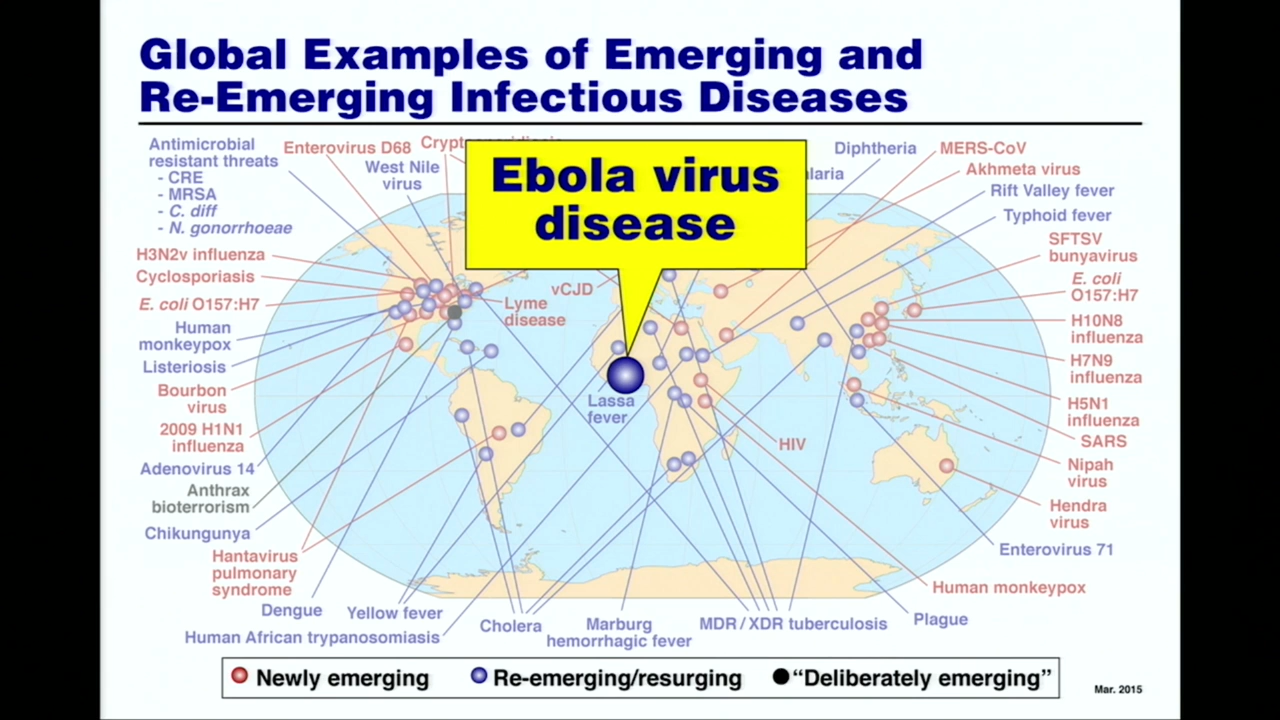 Global Examples of Emerging and
Re-Emerging Infectious Diseases
Antimicrobial
resistant threats
- CRE
- MRSA
- C. diff
- N. gonorrhoeae
Enterovirus D68
West Nile
virus
Ebola virus
disease
Diphtheria
MERS-CoV
Akhmeta virus
Rift Valley fever
Typhoid fever
SFTSV
bunyavirus
E. coli
O157:H7
H10N8
influenza
H7N9
influenza
H5N1
influenza
SARS
Nipah
virus
Hendra
virus
Enterovirus 71
Human monkeypox
Plague
H3N2v influenza
Cyclosporiasis
E. coli O157:H7
Human
monkeypox
Listeriosis
Bourbon
virus
2009 H1N1
influenza
Adenovirus 14
Anthrax
bioterrorism
Chikungunya
Hantavirus
pulmonary
syndrome
Dengue
Yellow fever
Human African trypanosomiasis
Cholera
Marburg
hemorrhagic fever
MDR / XDR tuberculosis
vCJD
Lyme
disease
Lassa
fever
HIV
Newly emerging
Re-emerging/resurging
“Deliberately emerging”
Mar. 2015